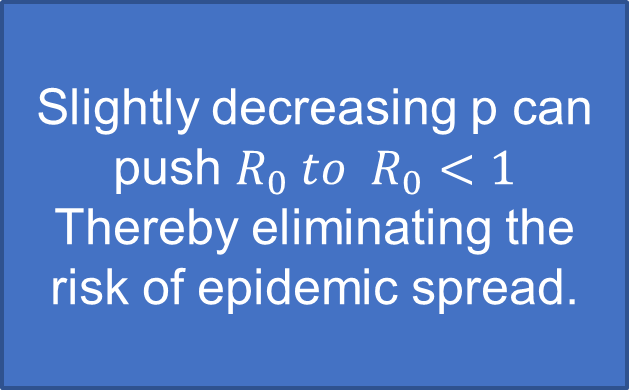 Slightly decreasing p can
push R₀ to R₀ < 1
Thereby eliminating the
risk of epidemic spread.